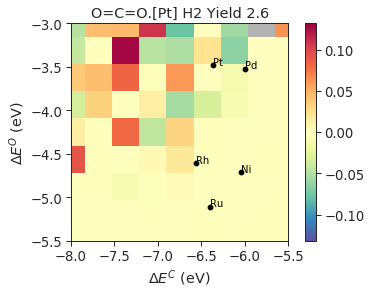 O=C=O.[Pt] H2 Yield 2.6
−3.0
−3.5
−4.0
−4.5
−5.0
−5.5
ΔE^O (eV)
Pt
Pd
Rh
Ni
Ru
−8.0 −7.5 −7.0 −6.5 −6.0 −5.5
ΔE^C (eV)
0.10
0.05
0.00
−0.05
−0.10